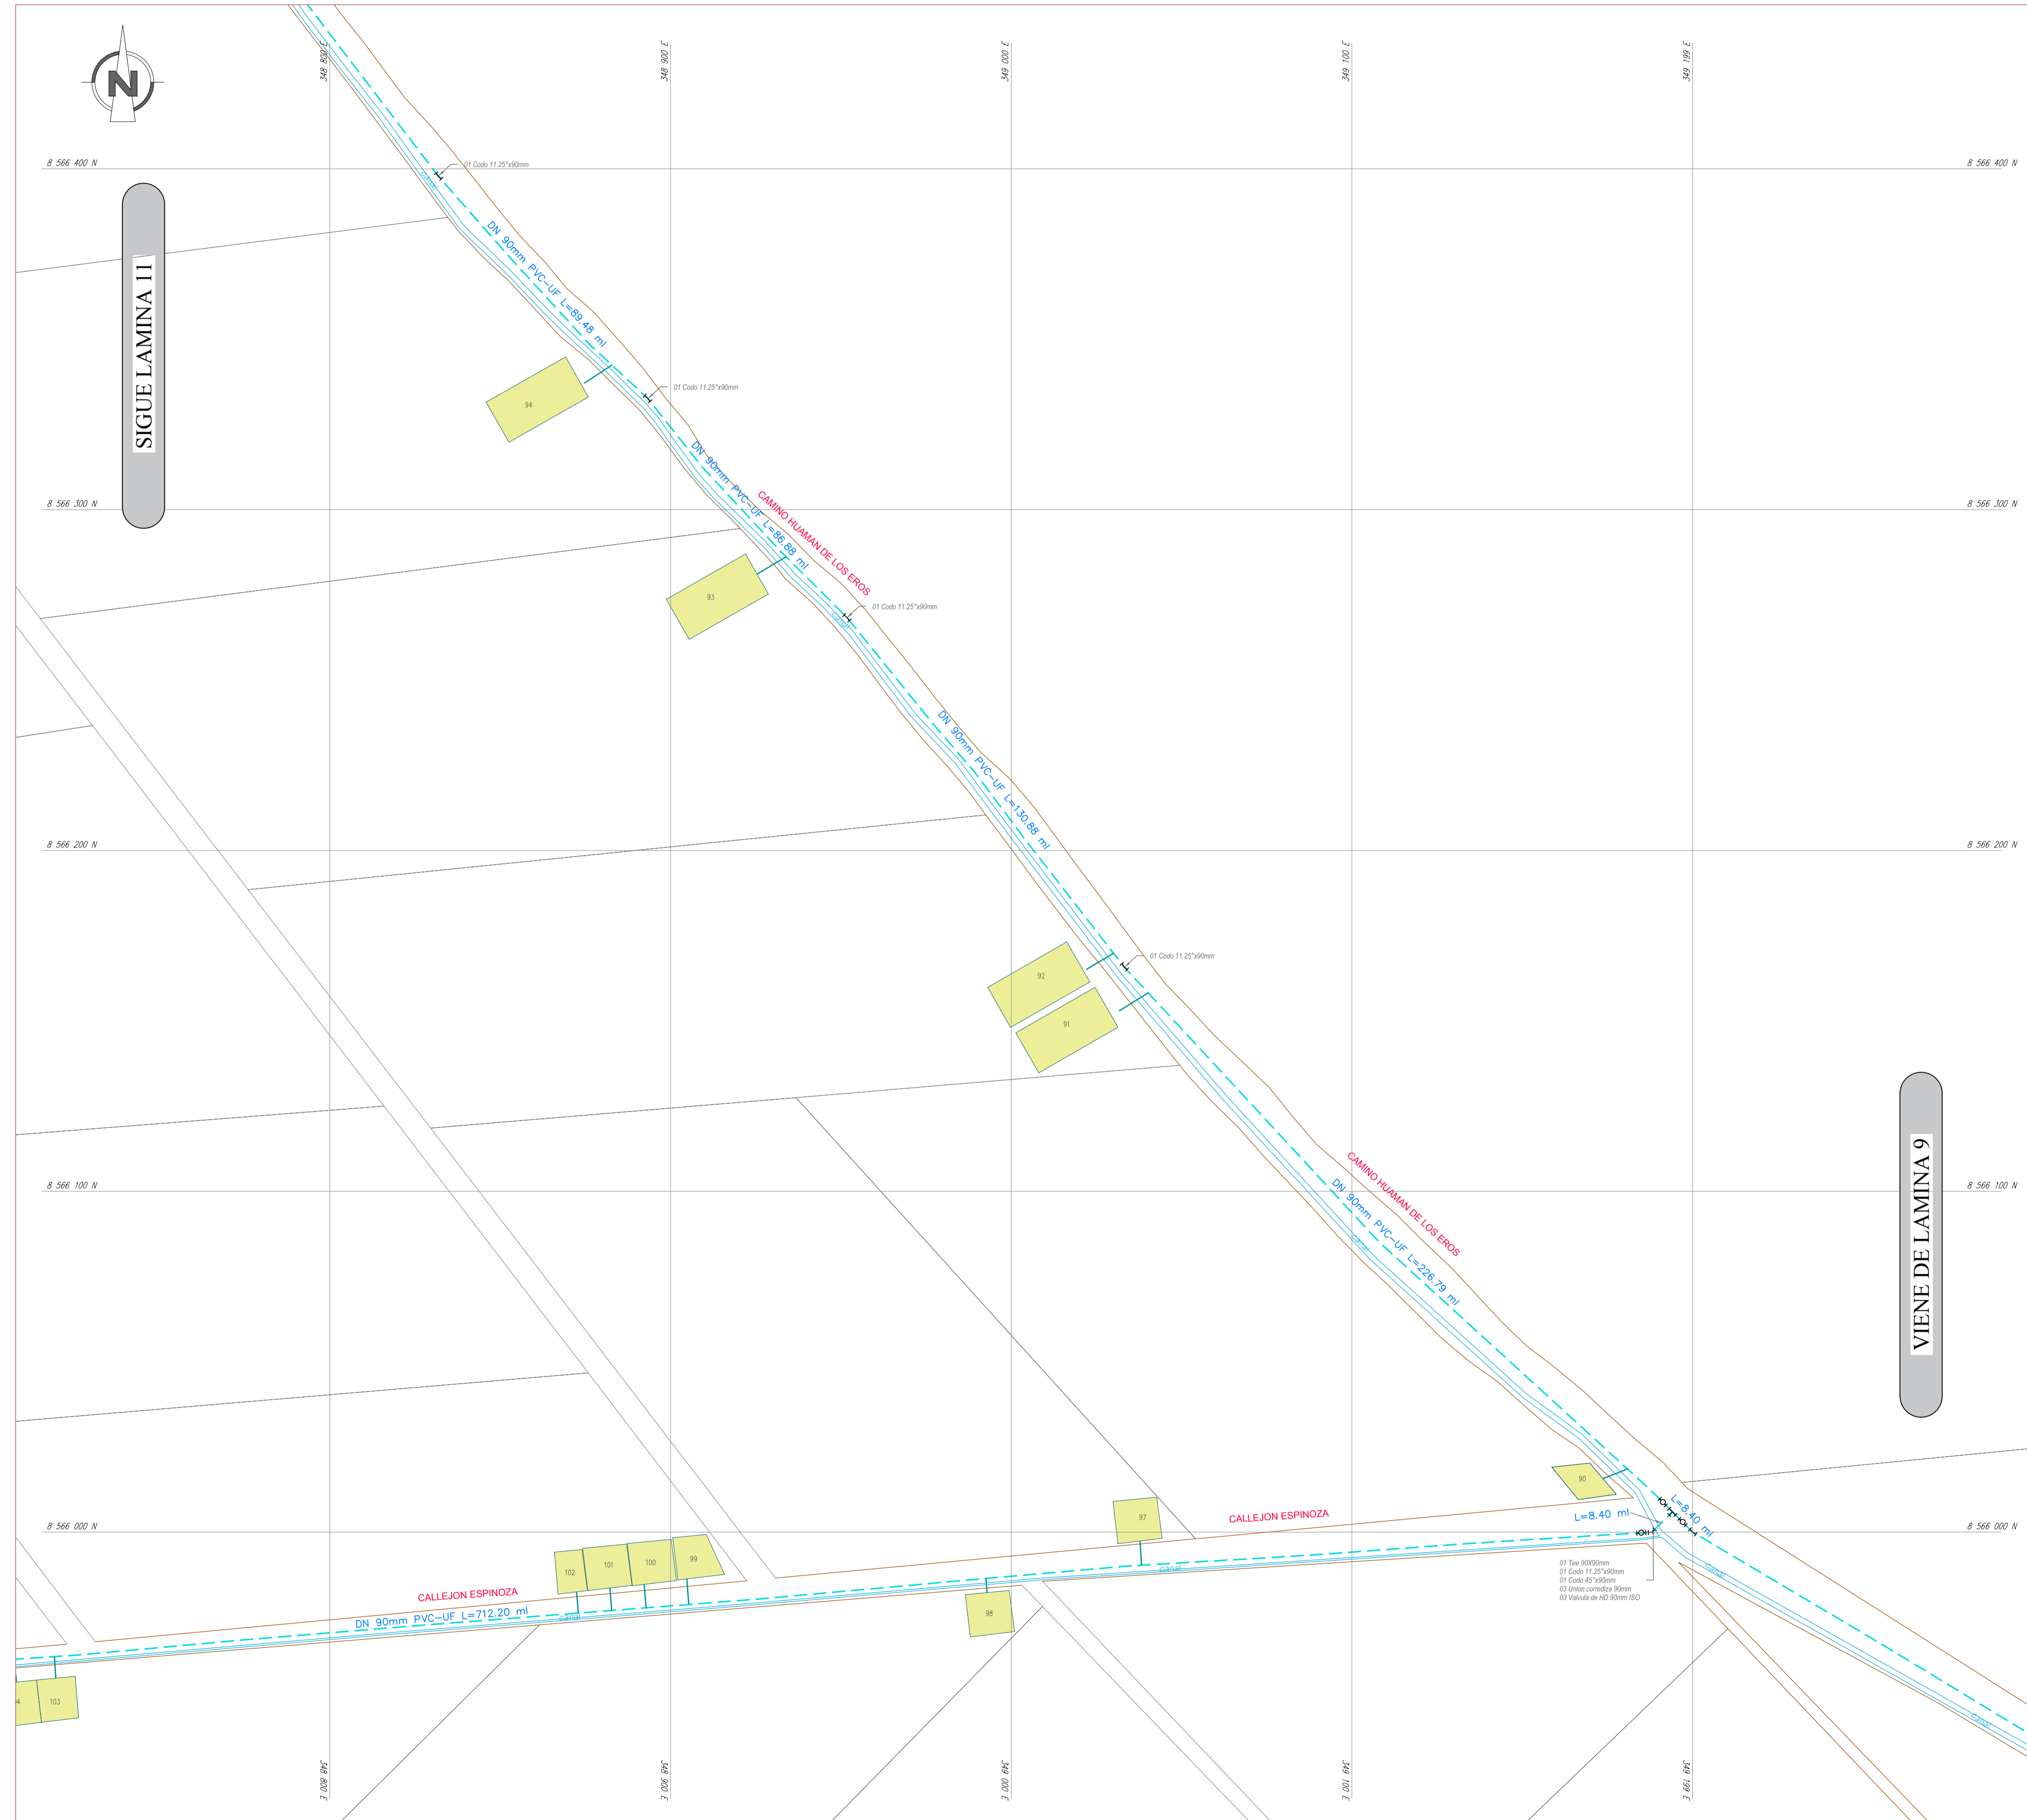 348 800 E
348 900 E
349 000 E
349 100 E
349 199 E
N
8 566 400 N
8 566 400 N
01 Codo 11.25°x90mm
Canal
SIGUE LAMINA 11
DN 90mm PVC-UF L=89.48 ml
01 Codo 11.25°x90mm
94
DN 90mm PVC-UF L=86.88 ml
CAMINO HUAMAN DE LOS EROS
8 566 300 N
8 566 300 N
93
01 Codo 11.25°x90mm
Canal
DN 90mm PVC-UF L=130.88 ml
8 566 200 N
8 566 200 N
92
01 Codo 11.25°x90mm
91
CAMINO HUAMAN DE LOS EROS
8 566 100 N
8 566 100 N
DN 90mm PVC-UF L=226.79 ml
Canal
VIENE DE LAMINA 9
90
L=8.40 ml
L=8.40 ml
CALLEJON ESPINOZA
97
8 566 000 N
8 566 000 N
01 Tee 90X90mm
01 Codo 11.25°x90mm
01 Codo 45°x90mm
03 Union corrediza 90mm
03 Valvula de HD 90mm ISO
Canal
Canal
102
101
100
99
98
CALLEJON ESPINOZA
DN 90mm PVC-UF L=712.20 ml
Canal
103
Canal
348 800 E
348 900 E
349 000 E
349 100 E
349 199 E